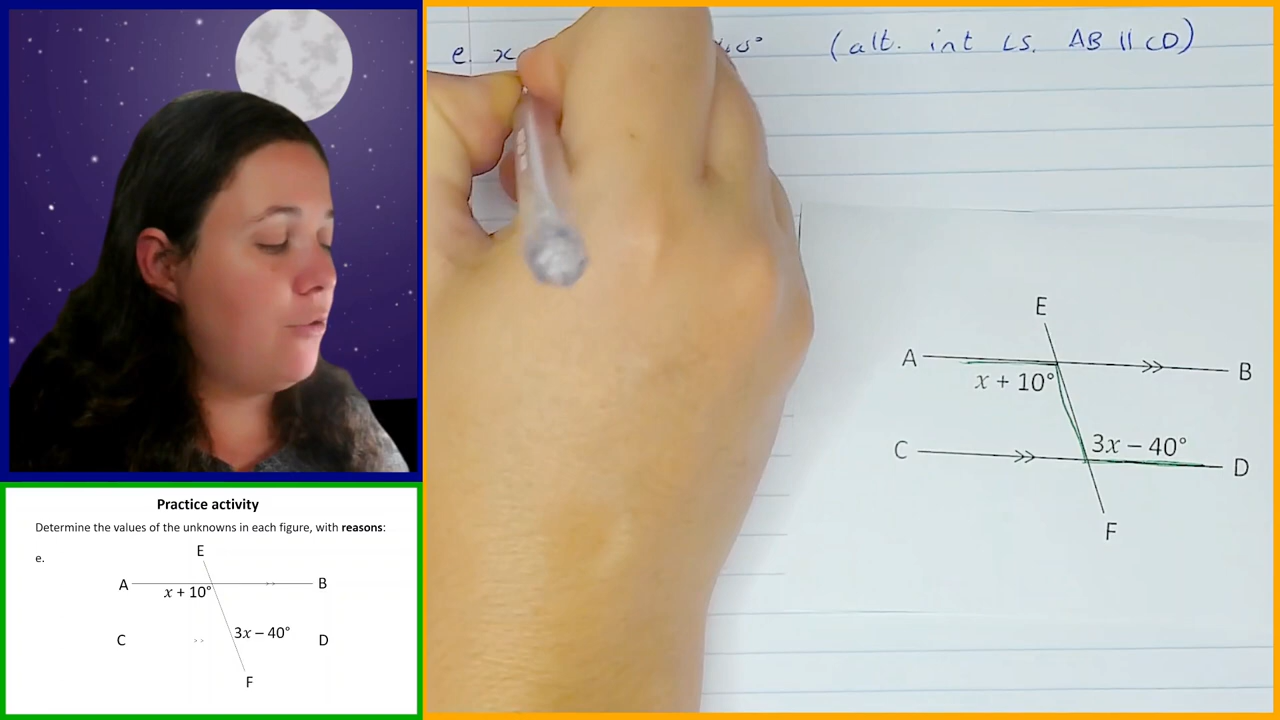 e. x (alt. int ∠s. AB || CD)
E
A B
x + 10°
3x – 40°
C D
F
Practice activity
Determine the values of the unknowns in each figure, with reasons:
e.
E
A B
x + 10°
C 3x – 40° D
F